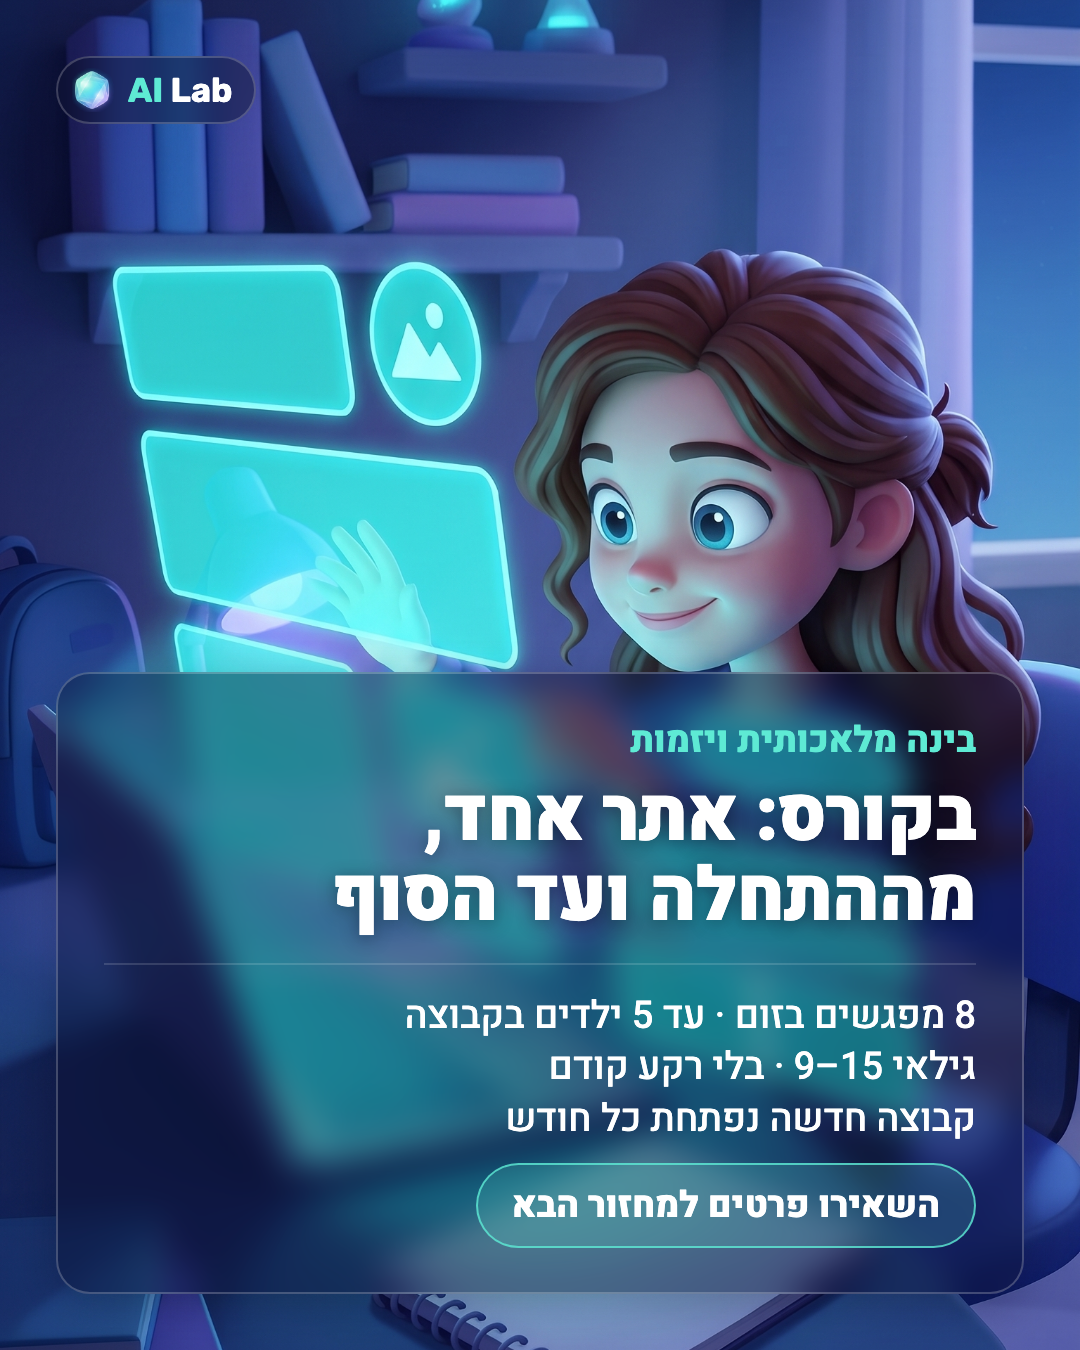 AI Lab
בינה מלאכותית ויזמות
בקורס: אתר אחד,
מההתחלה ועד הסוף
8 מפגשים בזום · עד 5 ילדים בקבוצה
גילאי 9–15 · בלי רקע קודם
קבוצה חדשה נפתחת כל חודש
השאירו פרטים למחזור הבא